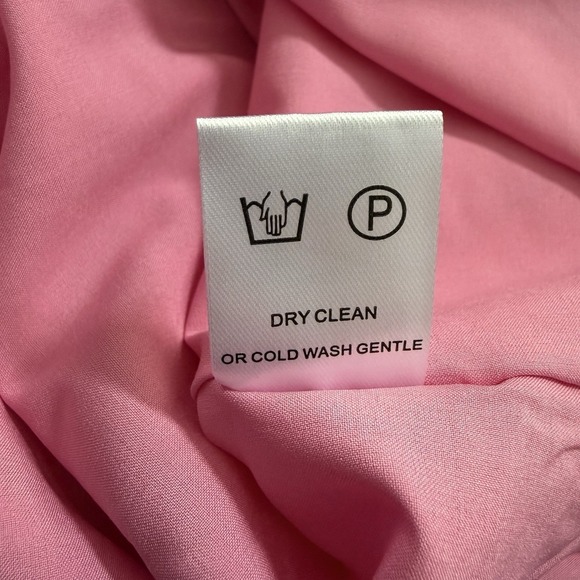 P
DRY CLEAN
OR COLD WASH GENTLE